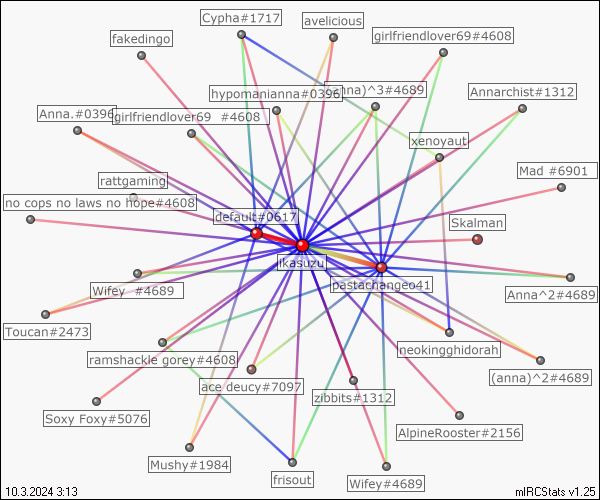 Cypha#1717
avelicious
fakedingo
girlfriendlover69#4608
hypomanianna#0396
nna)^3#4689
Annarchist#1312
Anna.#0396
girlfriendlover69 #4608
xenoyaut
rattgaming
Mad #6901
no cops no laws no hope#4608
default#0617
Skalman
ikasuzu
pastachangeo41
Wifey #4689
Anna^2#4689
Toucan#2473
neokingghidorah
ramshackle gorey#4608
ace deucy#7097
(anna)^2#4689
zibbits#1312
Soxy Foxy#5076
AlpineRooster#2156
Mushy#1984
frisout
Wifey#4689
10.3.2024 3:13
mIRCStats v1.25